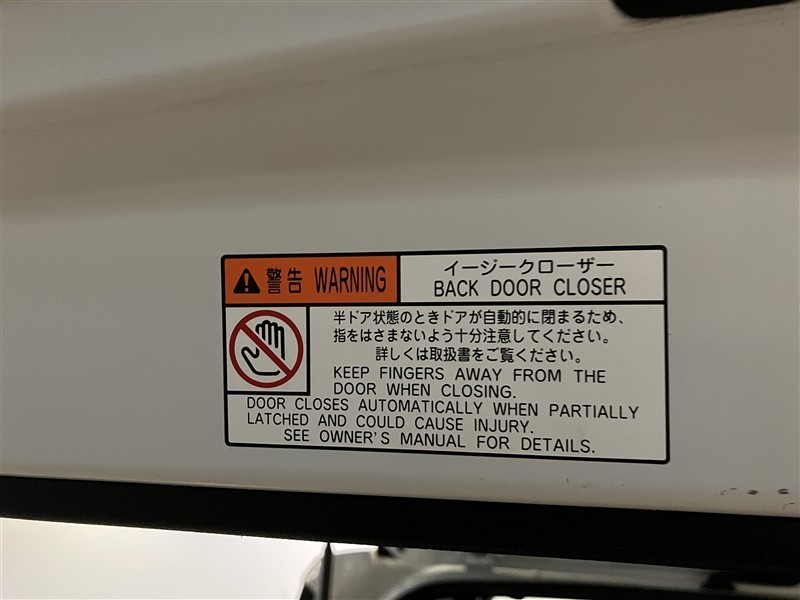 警告 WARNING
イージークローザー
BACK DOOR CLOSER
半ドア状態のときドアが自動的に閉まるため、
指をはさまないよう十分注意してください。
詳しくは取扱書をご覧ください。
KEEP FINGERS AWAY FROM THE
DOOR WHEN CLOSING.
DOOR CLOSES AUTOMATICALLY WHEN PARTIALLY
LATCHED AND COULD CAUSE INJURY.
SEE OWNER'S MANUAL FOR DETAILS.